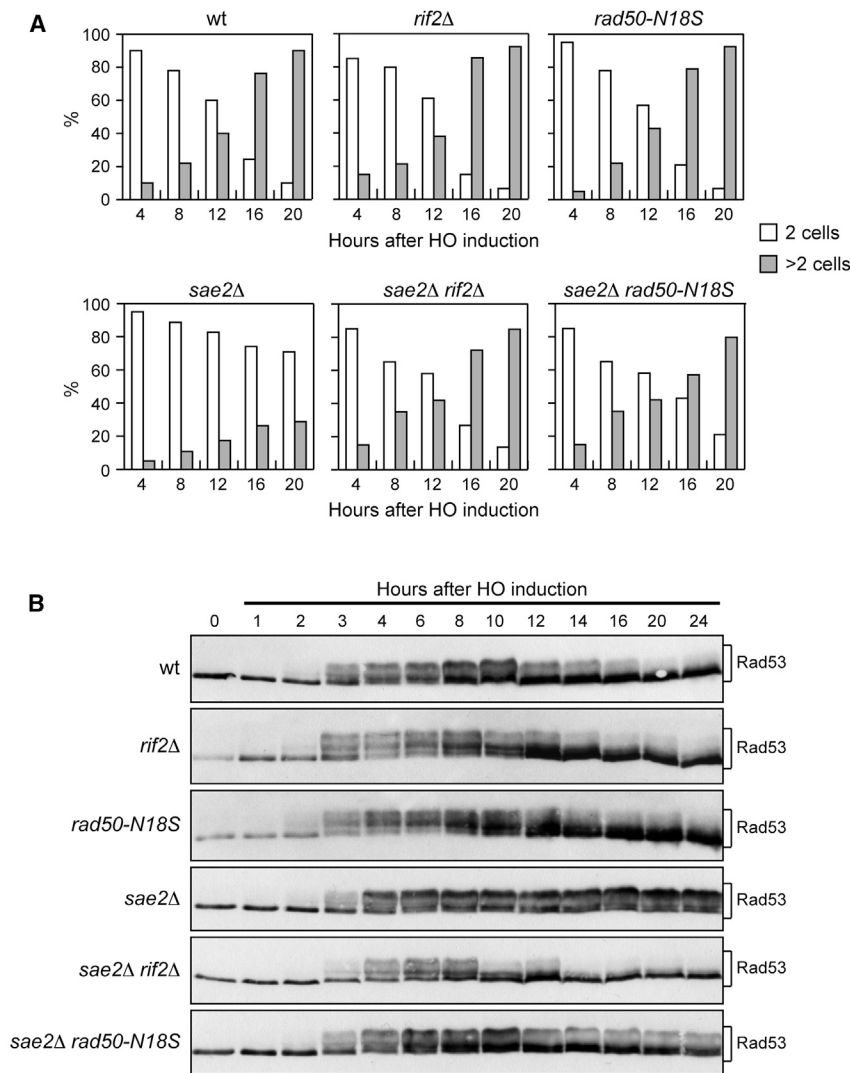 A
wt
rif2Δ
rad50-N18S
100
80
60
40
20
0
%
4 8 12 16 20
4 8 12 16 20
4 8 12 16 20
Hours after HO induction
2 cells
>2 cells
sae2Δ
sae2Δ rif2Δ
sae2Δ rad50-N18S
100
80
60
40
20
0
%
4 8 12 16 20
4 8 12 16 20
4 8 12 16 20
Hours after HO induction
B
Hours after HO induction
0 1 2 3 4 6 8 10 12 14 16 20 24
wt Rad53
rif2Δ Rad53
rad50-N18S Rad53
sae2Δ Rad53
sae2Δ rif2Δ Rad53
sae2Δ rad50-N18S Rad53